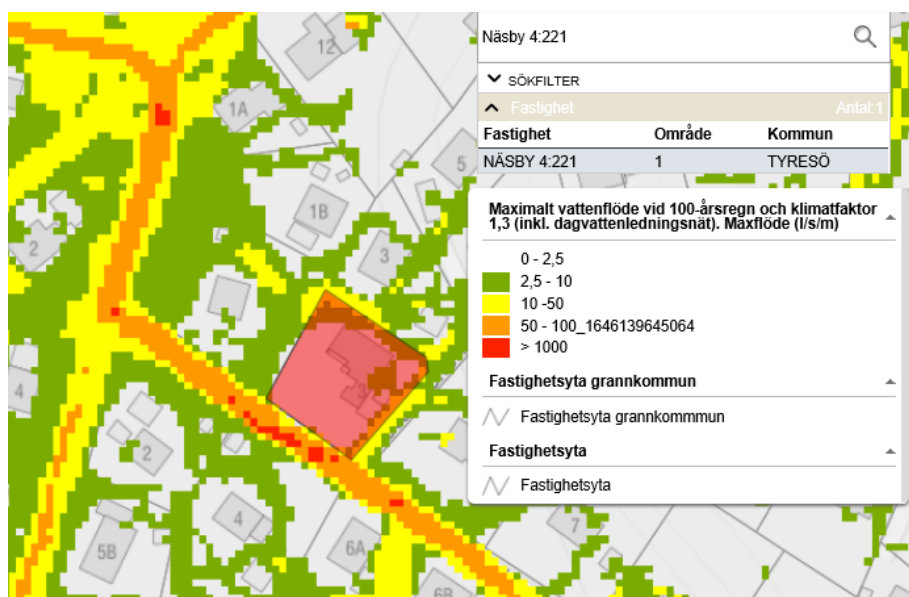 Näsby 4:221
SÖKFILTER
Fastighet Antal:1
Fastighet Område Kommun
NÄSBY 4:221 1 TYRESÖ
Maximalt vattenflöde vid 100-årsregn och klimatfaktor
1,3 (inkl. dagvattenledningsnät). Maxflöde (l/s/m)
0 - 2,5
2,5 - 10
10 -50
50 - 100_1646139645064
> 1000
Fastighetsyta grannkommun
Fastighetsyta grannkommmun
Fastighetsyta
Fastighetsyta
12
1A
5
1B
2
3
3
4
2
4
7
5B
6A
6B